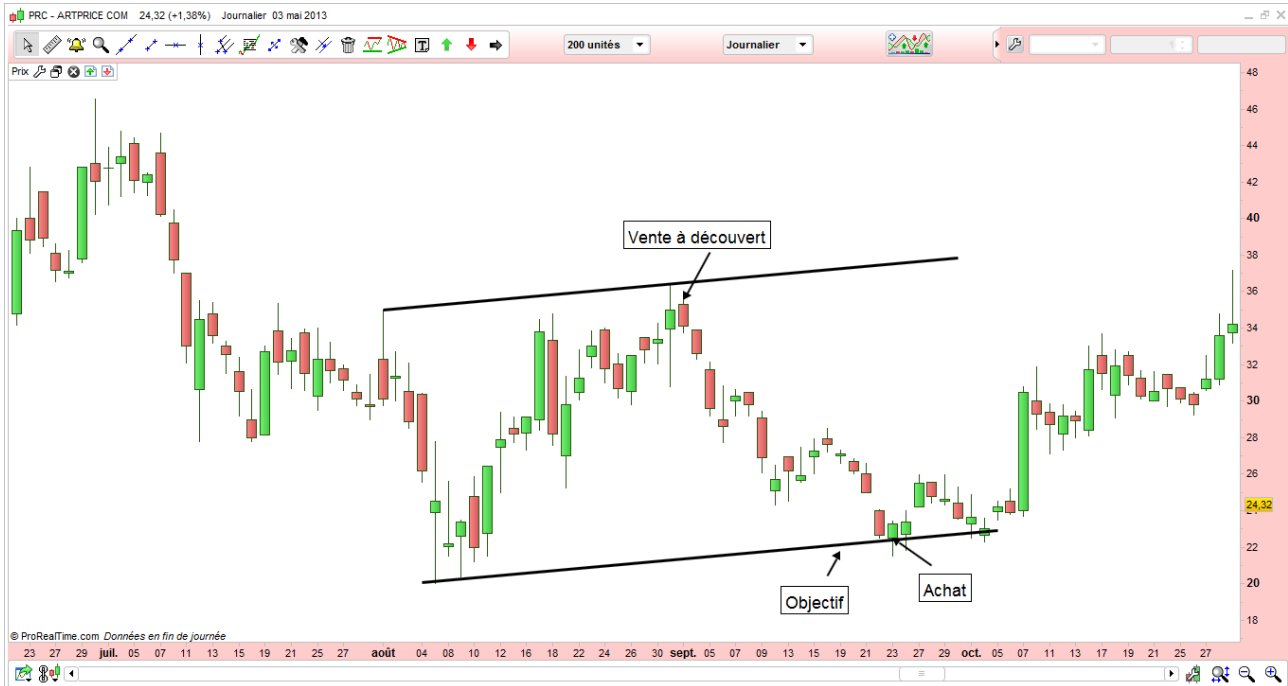 PRC - ARTPRICE COM 24,32 (+1,38%) Journalier 03 mai 2013
200 unités Journalier
Prix
48
46
44
42
40
38
36
34
32
30
28
26
24
24,32
22
20
18
Vente à découvert
Objectif
Achat
© ProRealTime.com Données en fin de journée
23 27 29 juil. 05 07 11 13 15 19 21 25 27 août 04 08 10 12 16 18 22 24 26 30 sept. 05 07 09 13 15 19 21 23 27 29 oct. 05 07 11 13 17 19 21 25 27